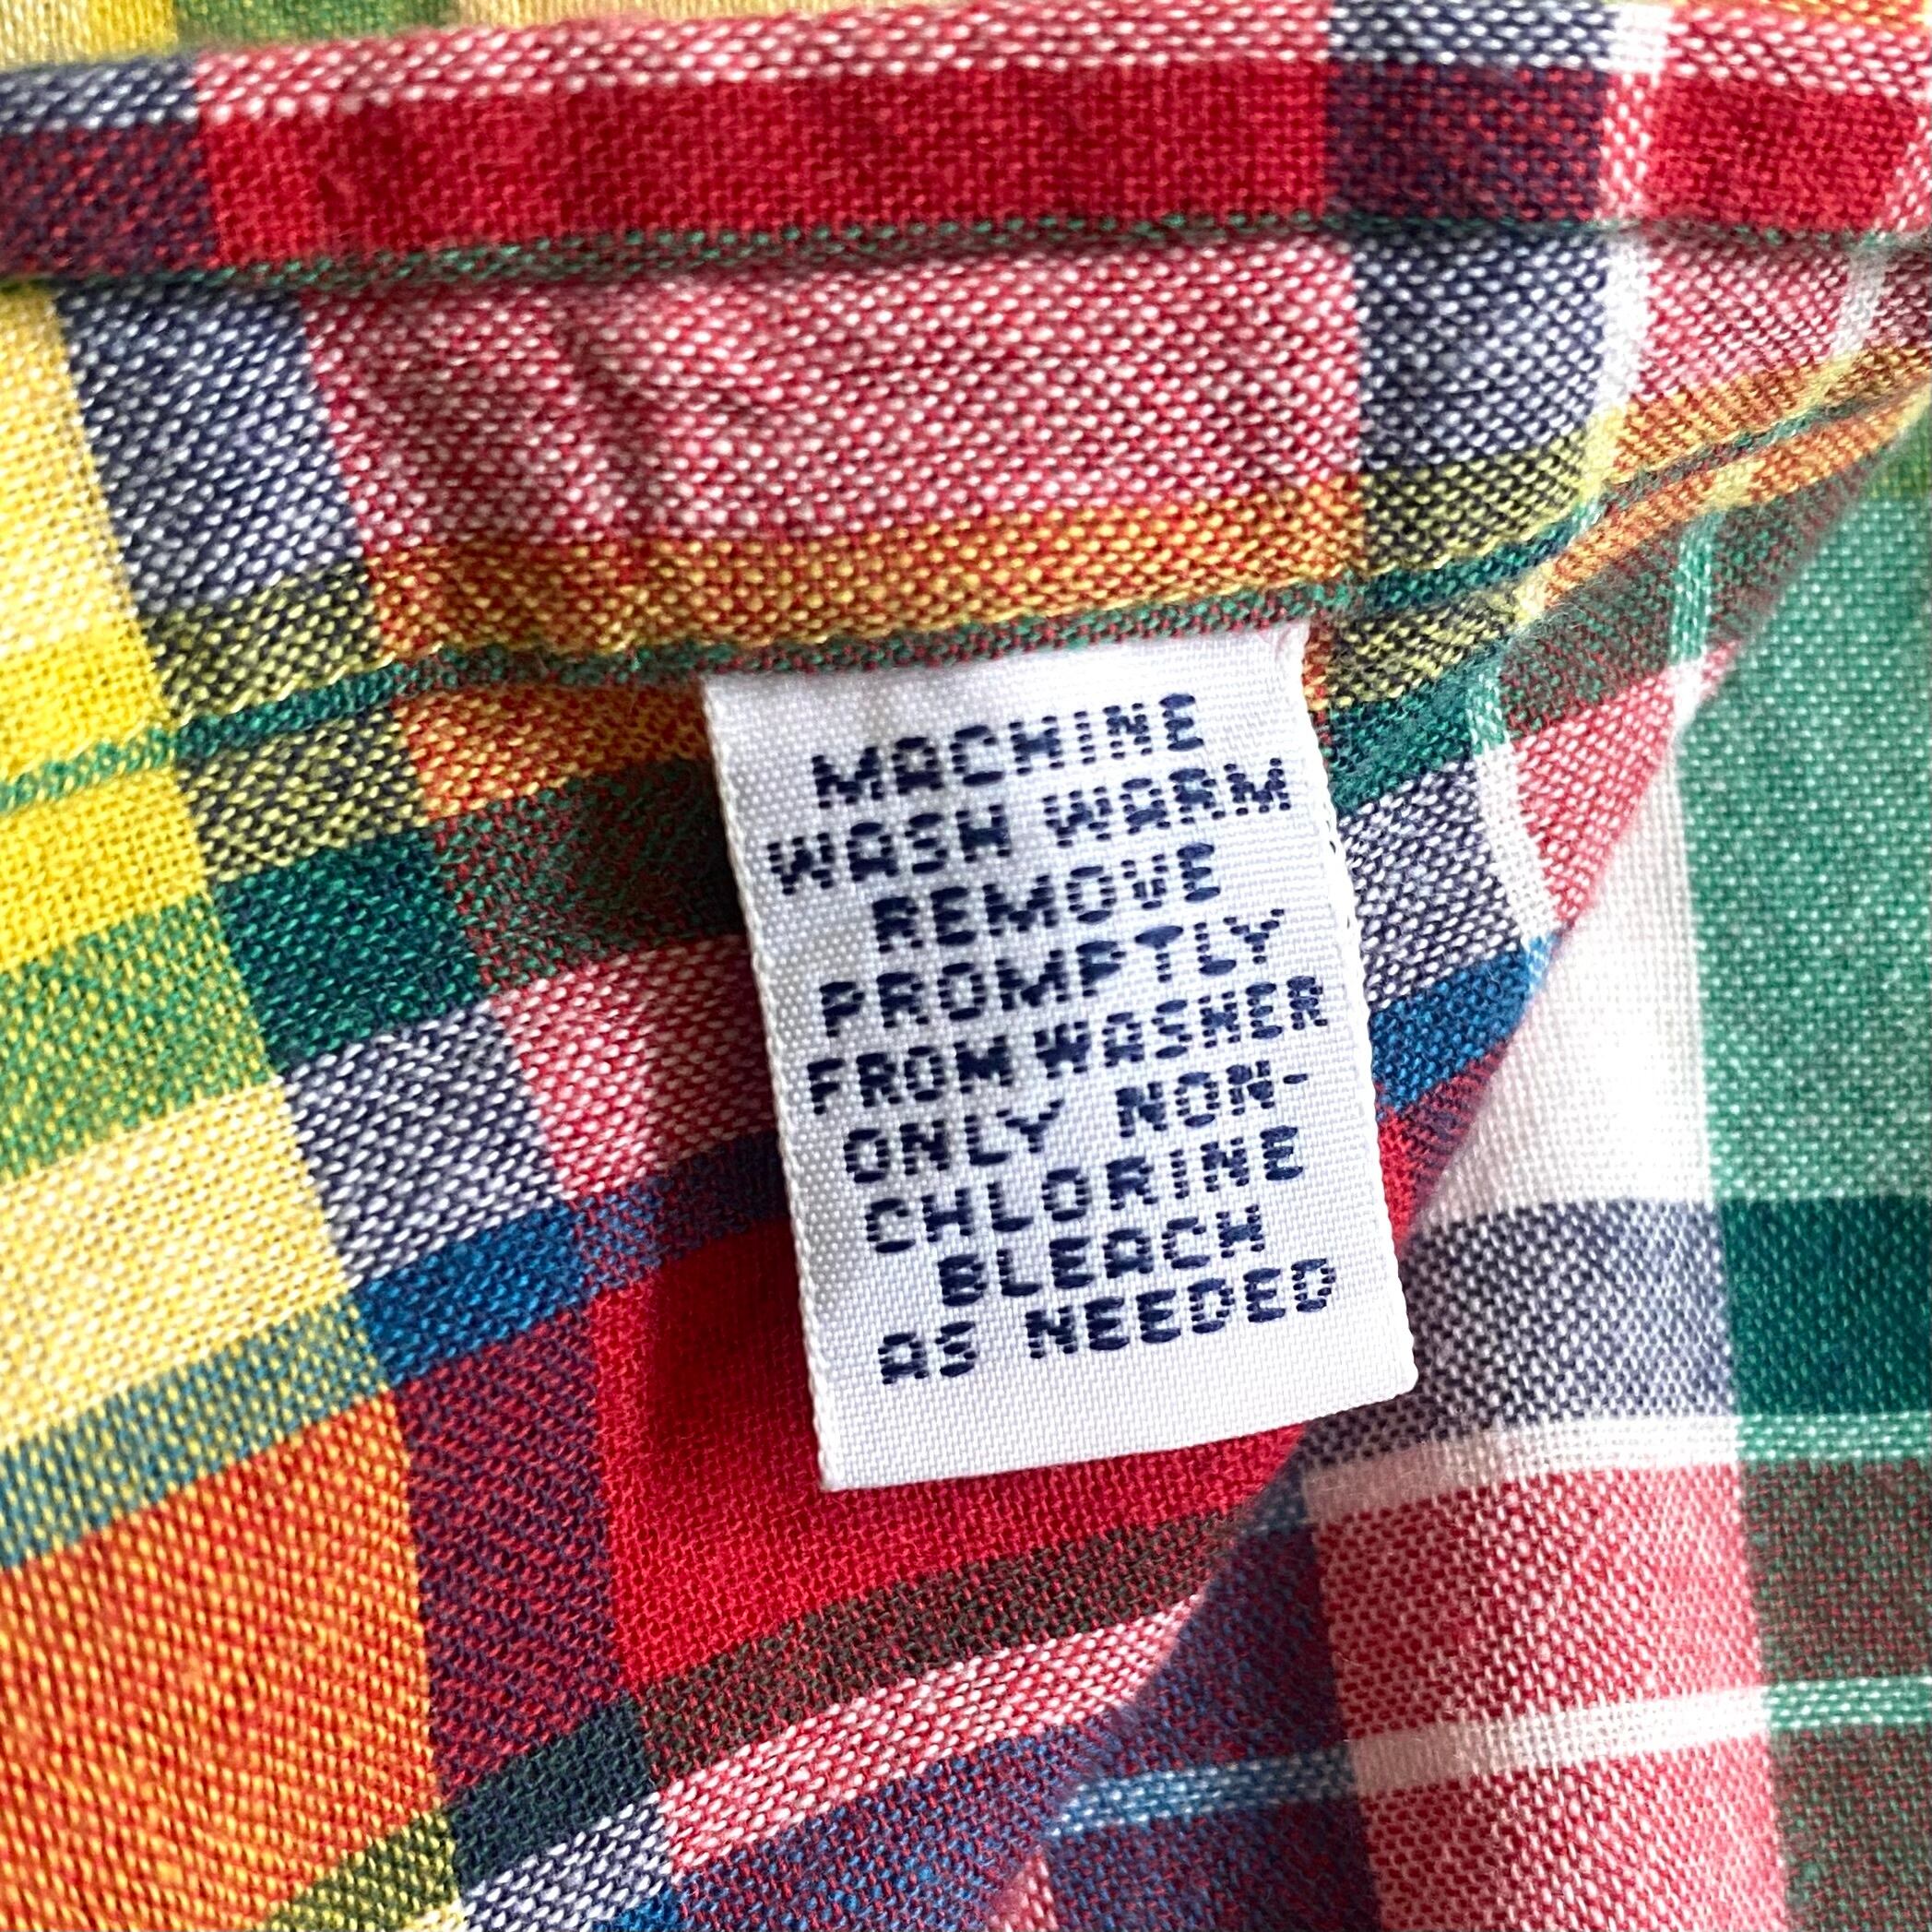 MACHINE
WASH WARM
REMOVE
PROMPTLY
FROM WASHER
ONLY NON-
CHLORINE
BLEACH
AS NEEDED